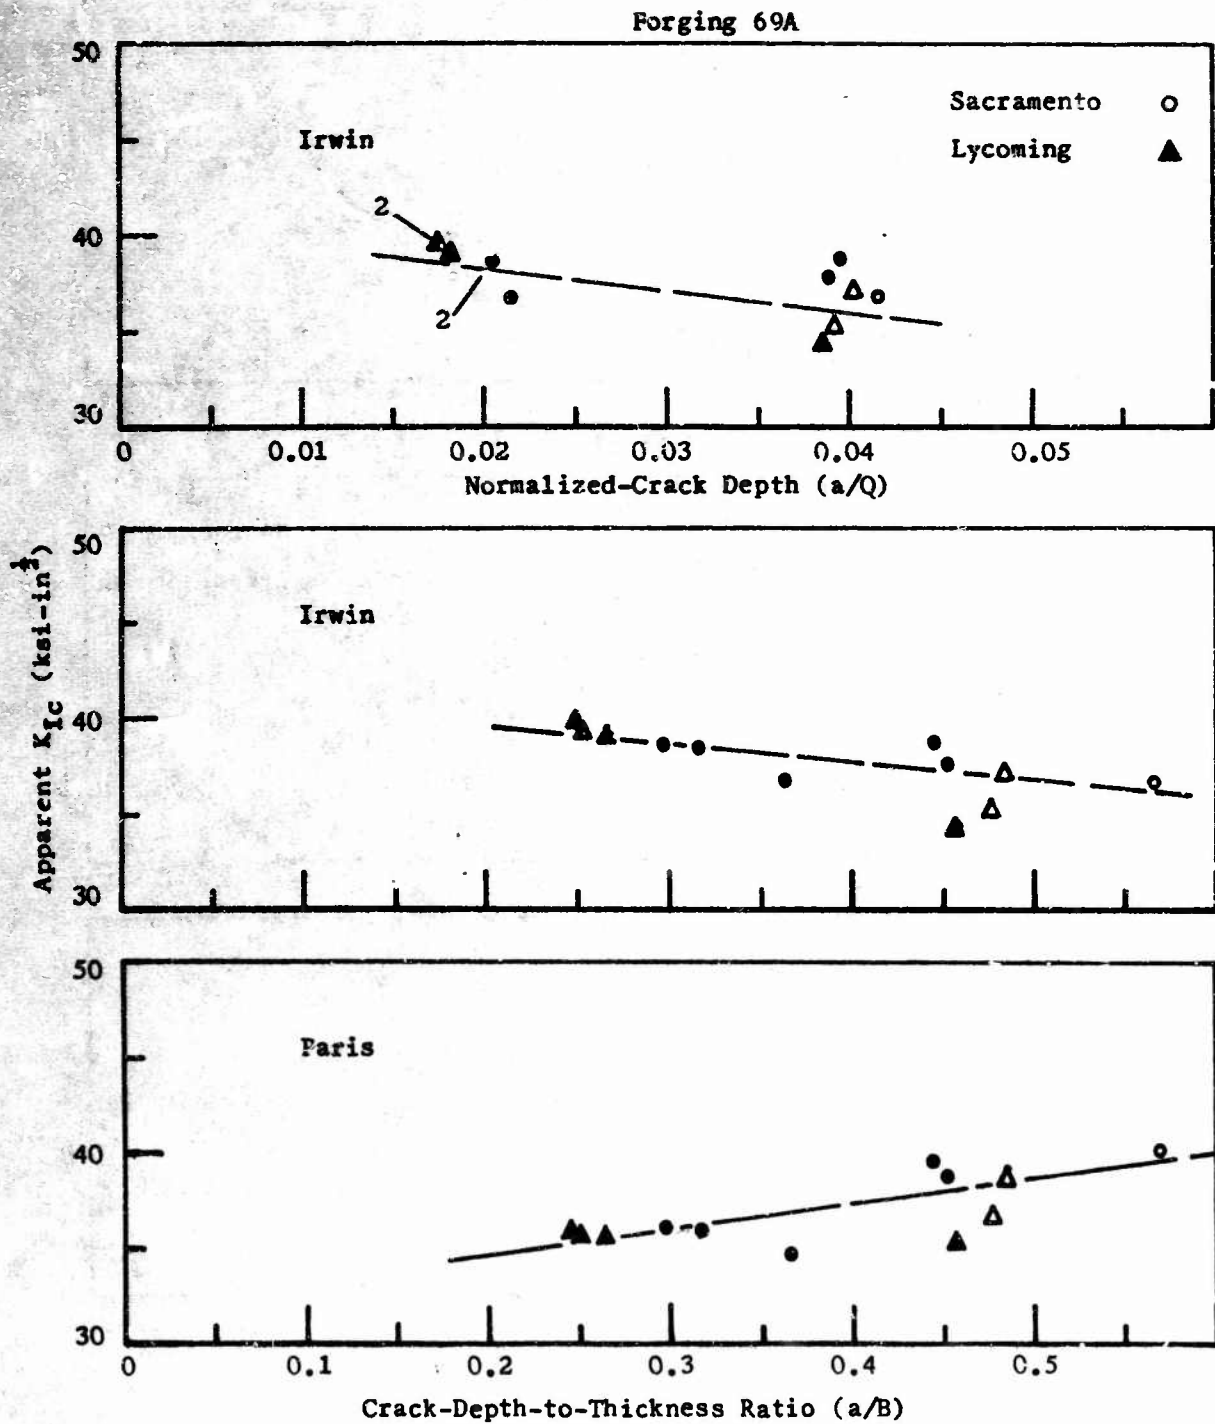 Forging 69A
50
Sacramento
Irwin
Lycoming
2
40
2
30
0 0.01 0.02 0.03 0.04 0.05
Normalized-Crack Depth (a/Q)
50
Irwin
Apparent K_Ic (ksi-in^½)
40
30
50
Paris
40
30
0 0.1 0.2 0.3 0.4 0.5
Crack-Depth-to-Thickness Ratio (a/B)